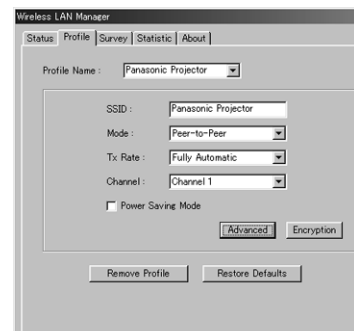 Wireless LAN Manager
Status Profile Survey Statistic About
Profile Name : Panasonic Projector
SSID : Panasonic Projector
Mode : Peer-to-Peer
Tx Rate : Fully Automatic
Channel : Channel 1
Power Saving Mode
Advanced Encryption
Remove Profile Restore Defaults